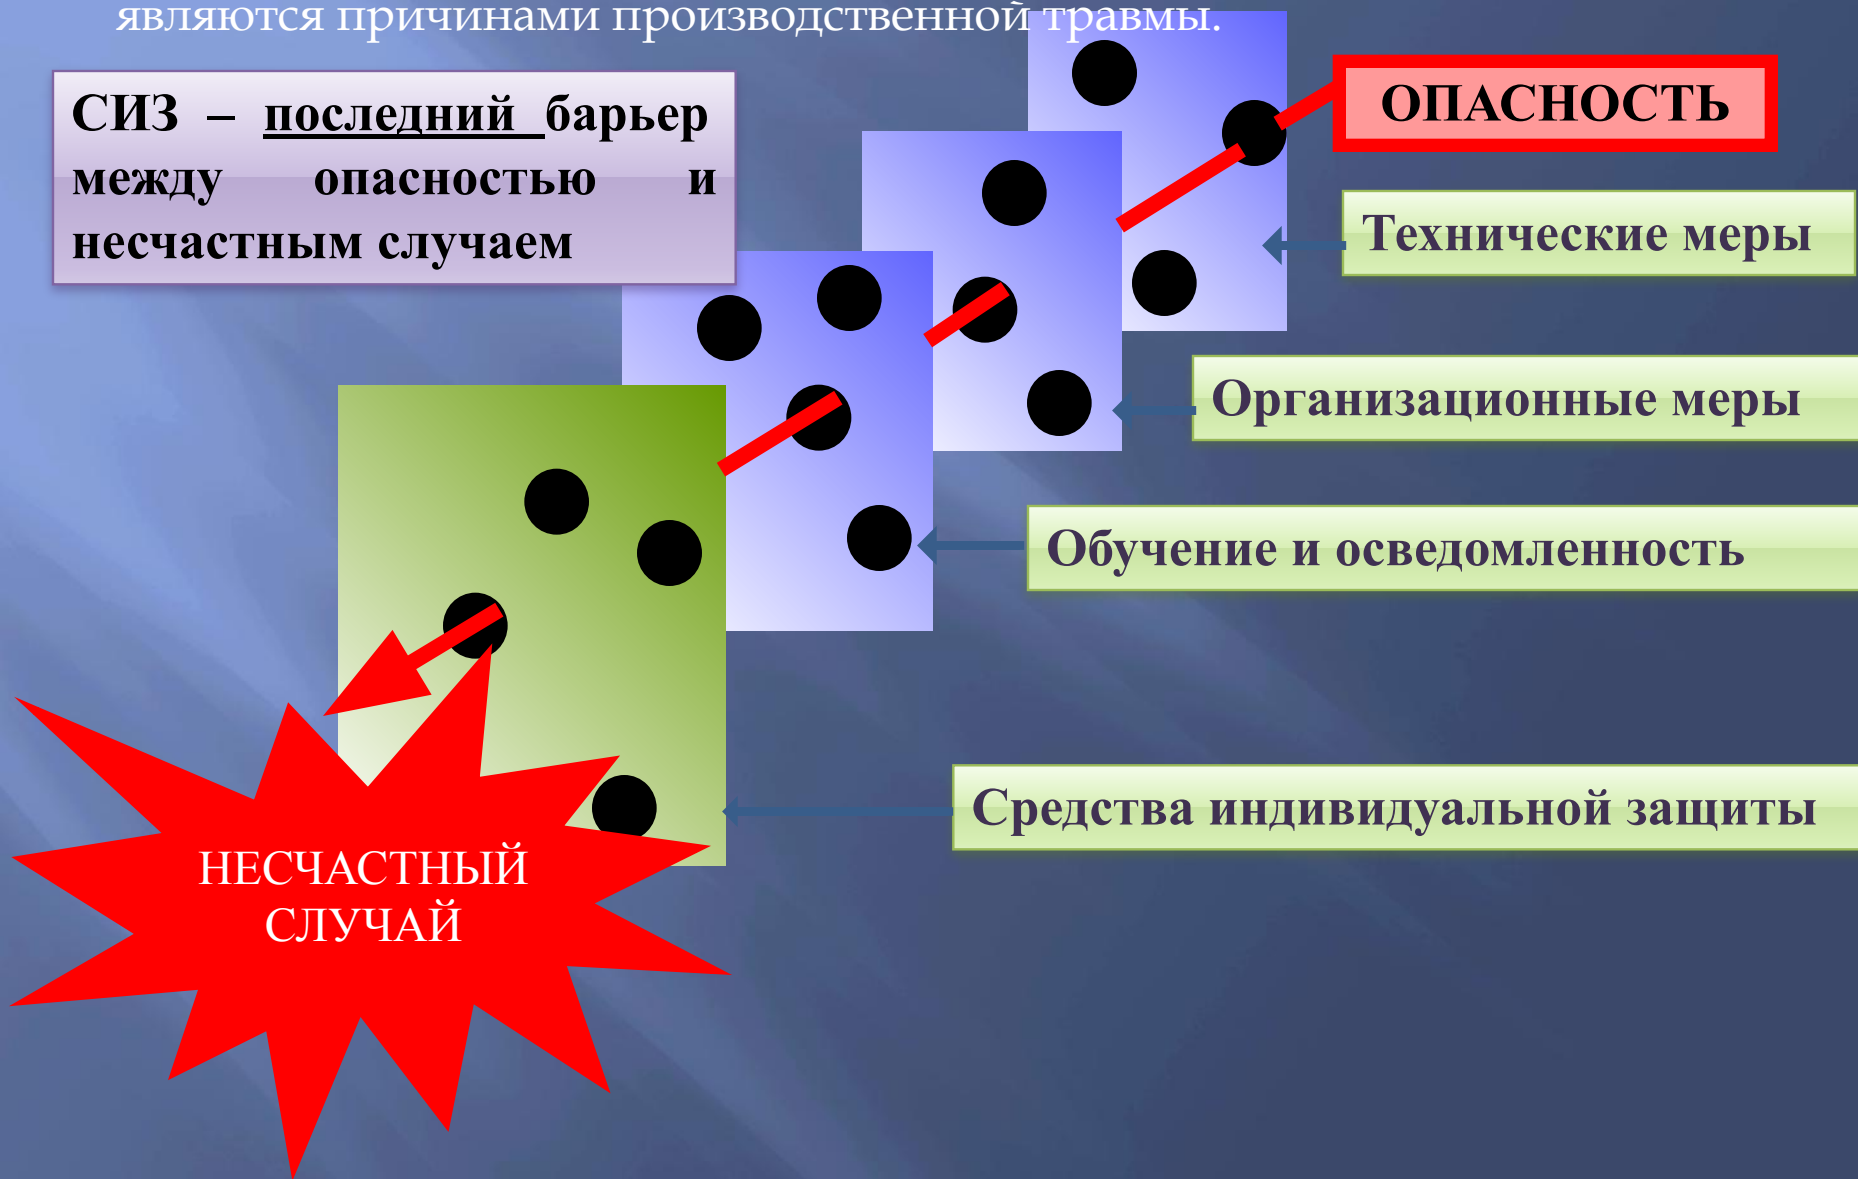 являются причинами производственной травмы.
СИЗ – последний барьер
между опасностью и
несчастным случаем
ОПАСНОСТЬ
Технические меры
Организационные меры
Обучение и осведомленность
Средства индивидуальной защиты
НЕСЧАСТНЫЙ
СЛУЧАЙ